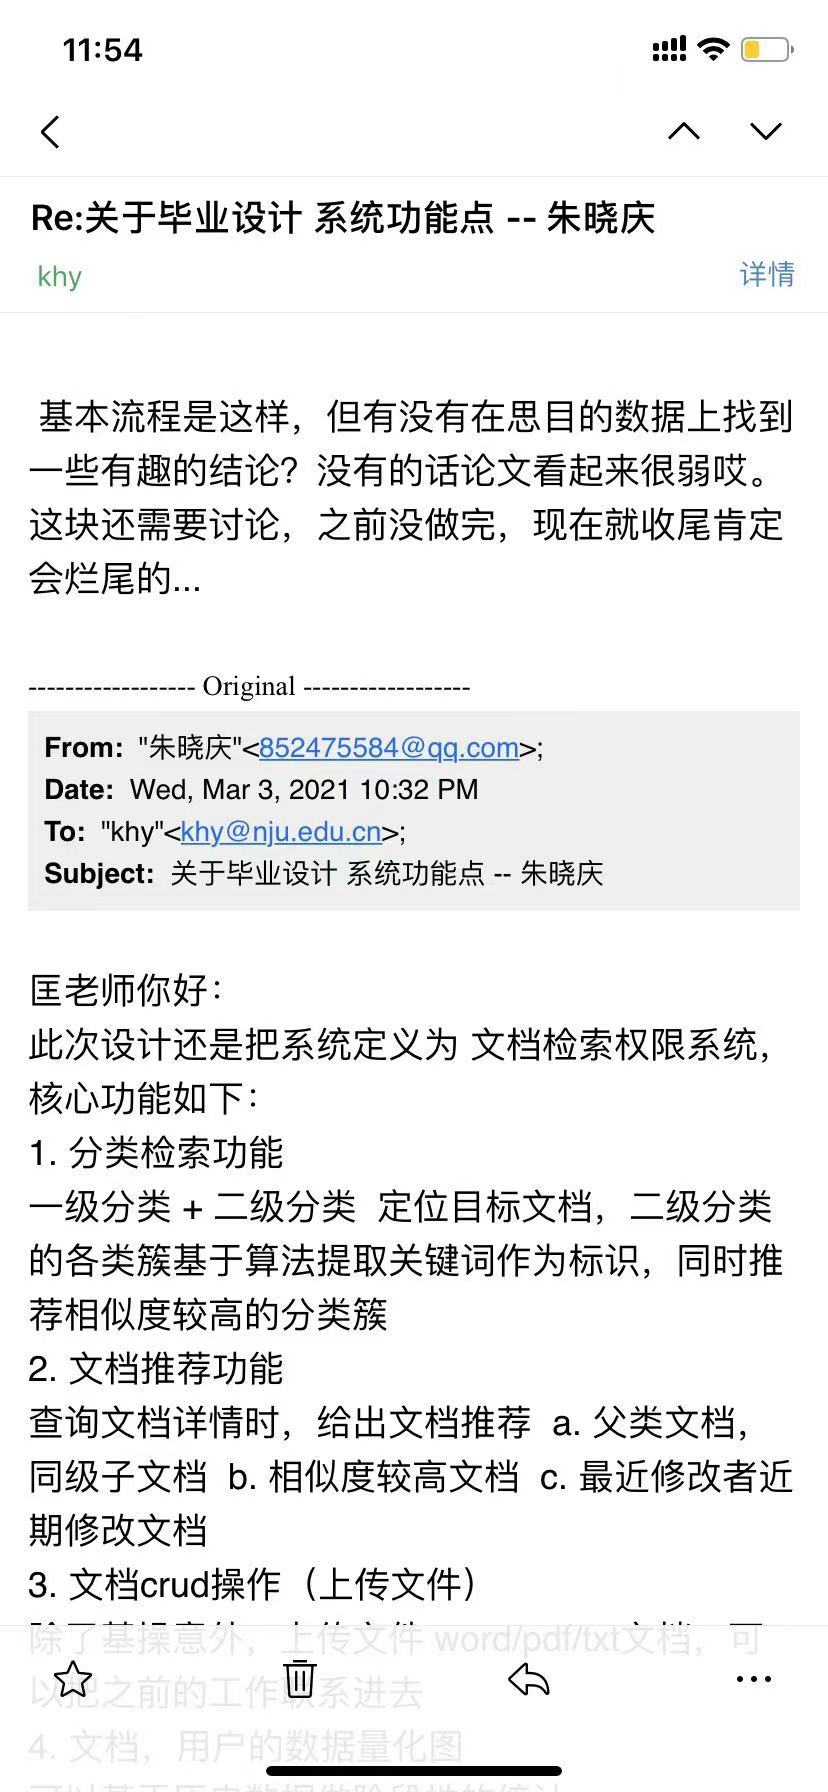 11:54
Re:关于毕业设计 系统功能点 -- 朱晓庆
khy
详情
基本流程是这样，但有没有在思目的数据上找到
一些有趣的结论？没有的话论文看起来很弱哎。
这块还需要讨论，之前没做完，现在就收尾肯定
会烂尾的...
------------------ Original ------------------
From: "朱晓庆"<852475584@qq.com>;
Date: Wed, Mar 3, 2021 10:32 PM
To: "khy"<khy@nju.edu.cn>;
Subject: 关于毕业设计 系统功能点 -- 朱晓庆
匡老师你好：
此次设计还是把系统定义为 文档检索权限系统，
核心功能如下：
1. 分类检索功能
一级分类 + 二级分类 定位目标文档，二级分类
的各类簇基于算法提取关键词作为标识，同时推
荐相似度较高的分类簇
2. 文档推荐功能
查询文档详情时，给出文档推荐 a. 父类文档，
同级子文档 b. 相似度较高文档 c. 最近修改者近
期修改文档
3. 文档crud操作（上传文件）
除了基操意外，上传文件 word/pdf/txt文档，可
以把之前的工作联系进去
4. 文档，用户的数据量化图